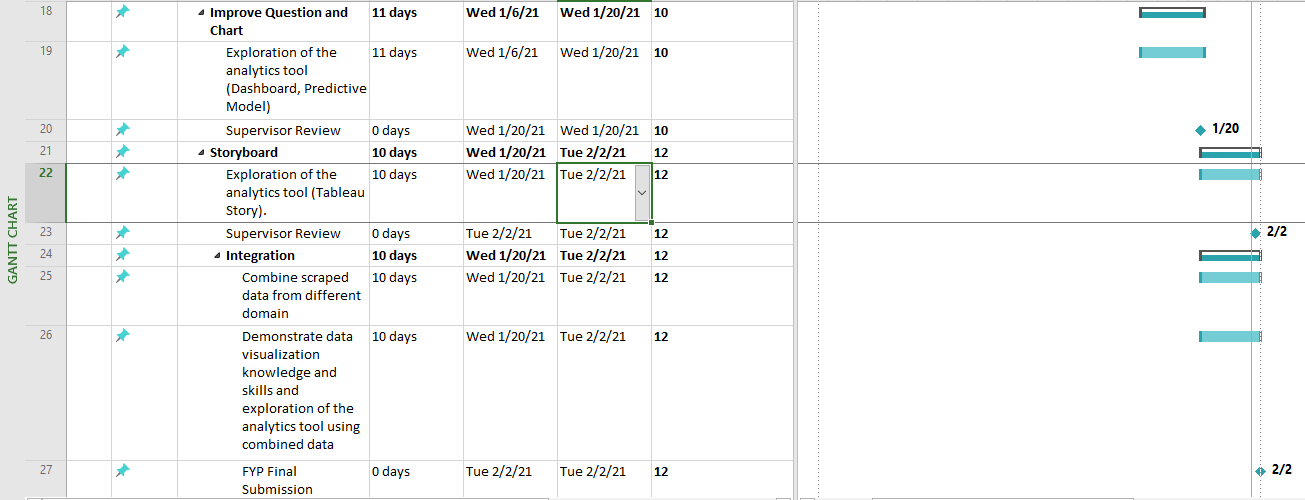 GANTT CHART
18 Improve Question and 11 days Wed 1/6/21 Wed 1/20/21 10
Chart
19 Exploration of the 11 days Wed 1/6/21 Wed 1/20/21 10
analytics tool
(Dashboard, Predictive
Model)
20 Supervisor Review 0 days Wed 1/20/21 Wed 1/20/21 10 1/20
21 Storyboard 10 days Wed 1/20/21 Tue 2/2/21 12
22 Exploration of the 10 days Wed 1/20/21 Tue 2/2/21 12
analytics tool (Tableau
Story).
23 Supervisor Review 0 days Tue 2/2/21 Tue 2/2/21 12 2/2
24 Integration 10 days Wed 1/20/21 Tue 2/2/21 12
25 Combine scraped 10 days Wed 1/20/21 Tue 2/2/21 12
data from different
domain
26 Demonstrate data 10 days Wed 1/20/21 Tue 2/2/21 12
visualization
knowledge and
skills and
exploration of the
analytics tool using
combined data
27 FYP Final 0 days Tue 2/2/21 Tue 2/2/21 12 2/2
Submission